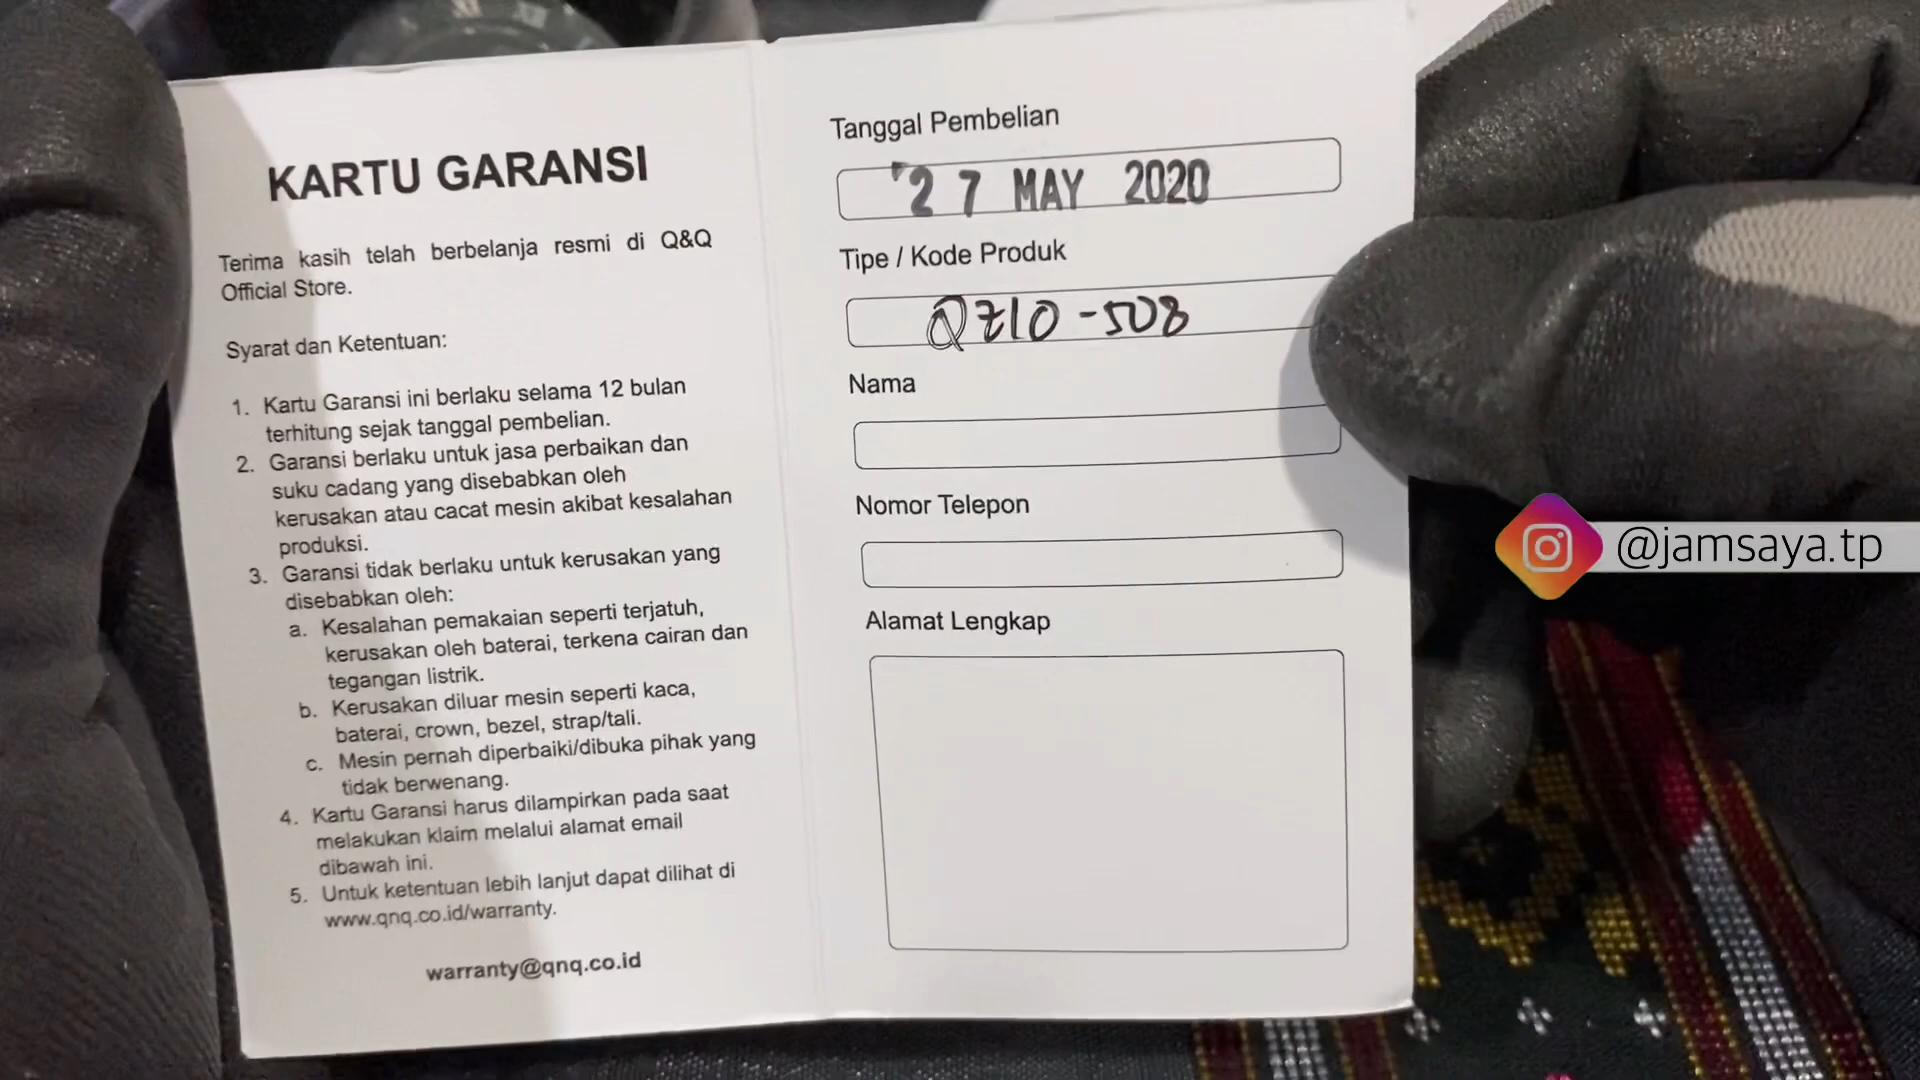 KARTU GARANSI
Terima kasih telah berbelanja resmi di Q&Q
Official Store.
Syarat dan Ketentuan:
1. Kartu Garansi ini berlaku selama 12 bulan
terhitung sejak tanggal pembelian.
2. Garansi berlaku untuk jasa perbaikan dan
suku cadang yang disebabkan oleh
kerusakan atau cacat mesin akibat kesalahan
produksi.
3. Garansi tidak berlaku untuk kerusakan yang
disebabkan oleh:
a. Kesalahan pemakaian seperti terjatuh,
kerusakan oleh baterai, terkena cairan dan
tegangan listrik.
b. Kerusakan diluar mesin seperti kaca,
baterai, crown, bezel, strap/tali.
c. Mesin pernah diperbaiki/dibuka pihak yang
tidak berwenang.
4. Kartu Garansi harus dilampirkan pada saat
melakukan klaim melalui alamat email
dibawah ini.
5. Untuk ketentuan lebih lanjut dapat dilihat di
www.qnq.co.id/warranty.
warranty@qnq.co.id
Tanggal Pembelian
27 MAY 2020
Tipe / Kode Produk
QZ10-508
Nama
Nomor Telepon
Alamat Lengkap
@jamsaya.tp